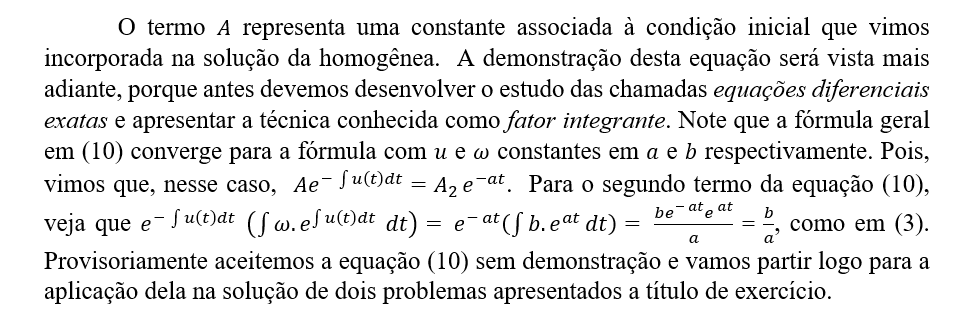 O termo A representa uma constante associada à condição inicial que vimos
incorporada na solução da homogênea. A demonstração desta equação será vista mais
adiante, porque antes devemos desenvolver o estudo das chamadas equações diferenciais
exatas e apresentar a técnica conhecida como fator integrante. Note que a fórmula geral
em (10) converge para a fórmula com u e ω constantes em a e b respectivamente. Pois,
vimos que, nesse caso, Ae^{- ∫u(t)dt} = A₂ e^{-at}. Para o segundo termo da equação (10),
veja que e^{- ∫u(t)dt} (∫ ω.e^{∫u(t)dt} dt) = e^{- at}(∫ b.e^{at} dt) = \frac{be^{- at}e^{at}}{a} = \frac{b}{a}, como em (3).
Provisoriamente aceitemos a equação (10) sem demonstração e vamos partir logo para a
aplicação dela na solução de dois problemas apresentados a título de exercício.